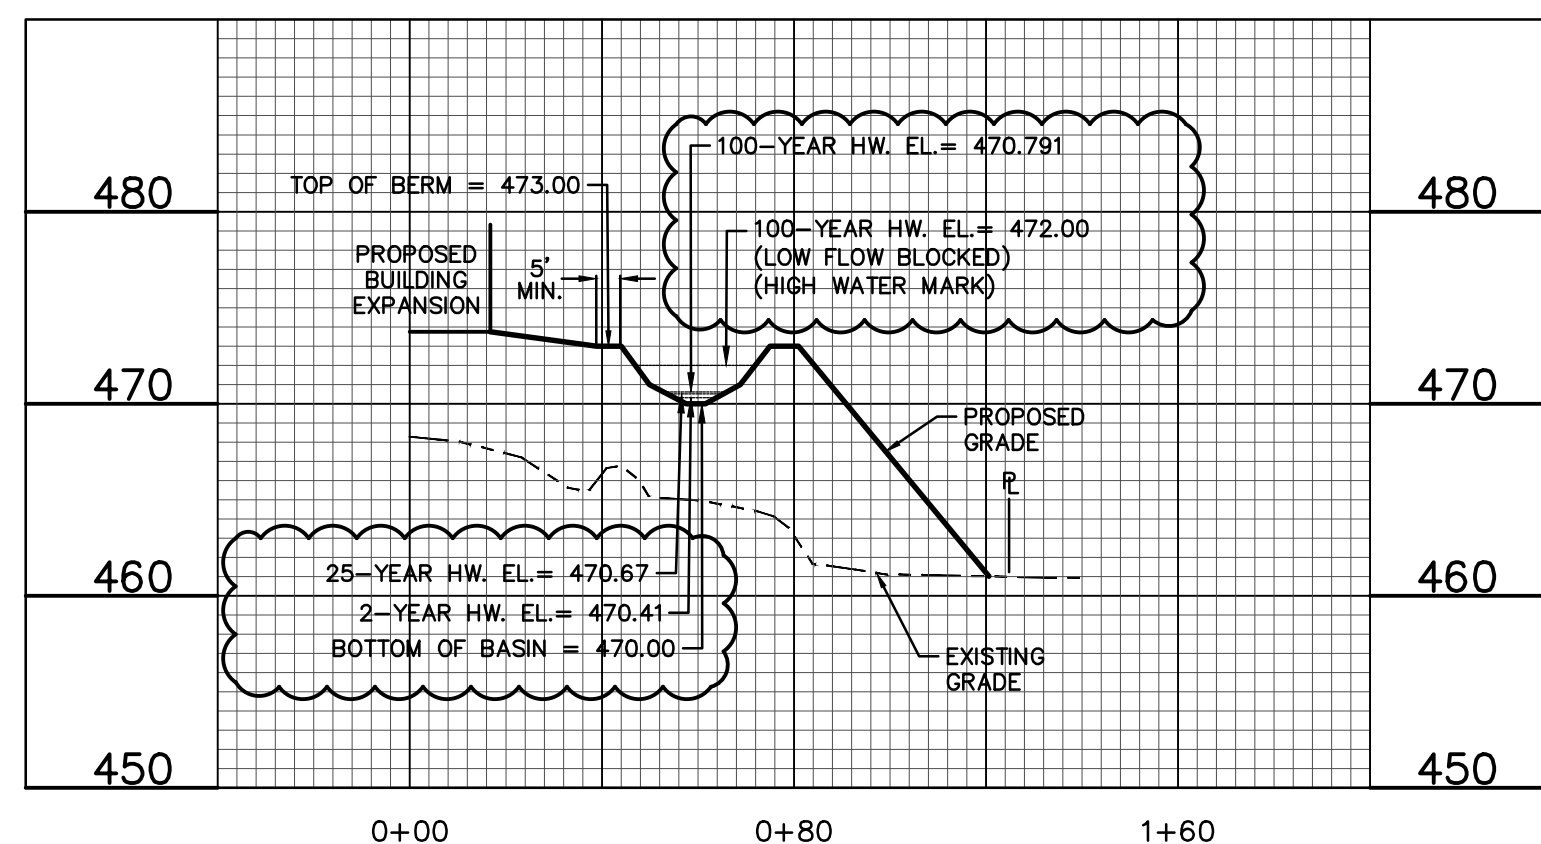 100-YEAR HW. EL.= 470.791
TOP OF BERM = 473.00
480
480
100-YEAR HW. EL.= 472.00
(LOW FLOW BLOCKED)
(HIGH WATER MARK)
PROPOSED
BUILDING
EXPANSION
5'
MIN.
470
470
PROPOSED
GRADE
PL
25-YEAR HW. EL.= 470.67
460
460
2-YEAR HW. EL.= 470.41
BOTTOM OF BASIN = 470.00
EXISTING
GRADE
450
450
0+00
0+80
1+60